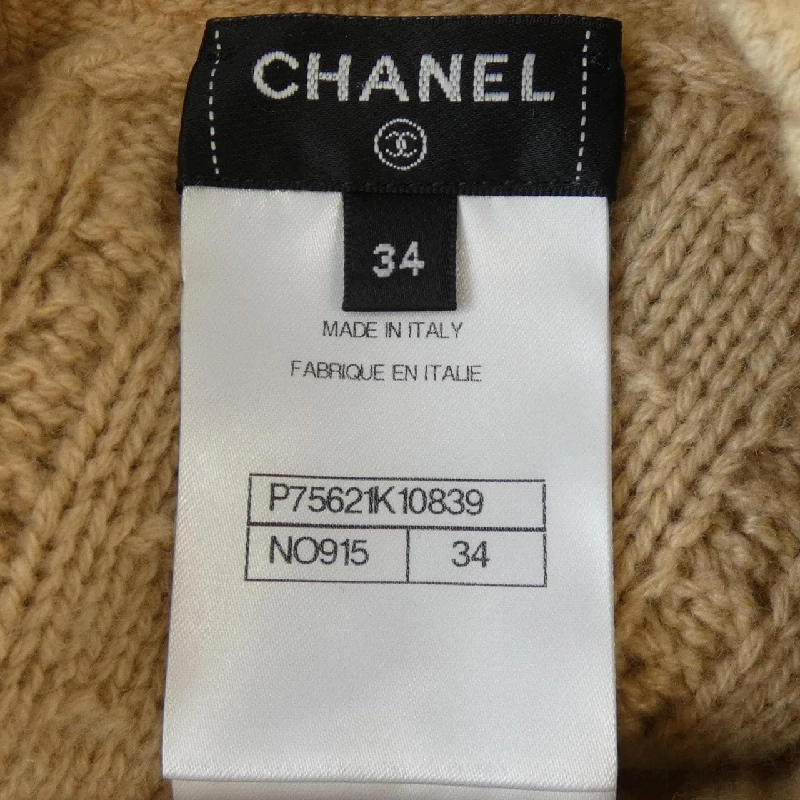 CHANEL
34
MADE IN ITALY
FABRIQUE EN ITALIE
P75621K10839
NO915 34